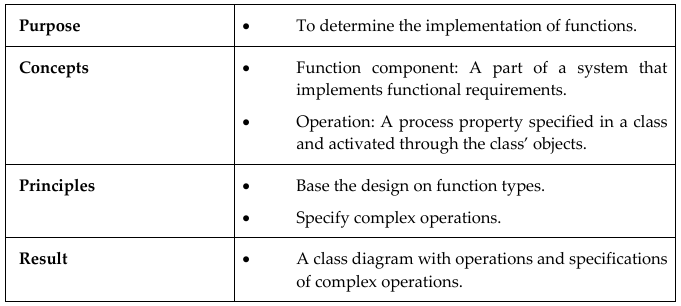 Purpose
• To determine the implementation of functions.
Concepts
• Function component: A part of a system that
implements functional requirements.
• Operation: A process property specified in a class
and activated through the class’ objects.
Principles
• Base the design on function types.
• Specify complex operations.
Result
• A class diagram with operations and specifications
of complex operations.